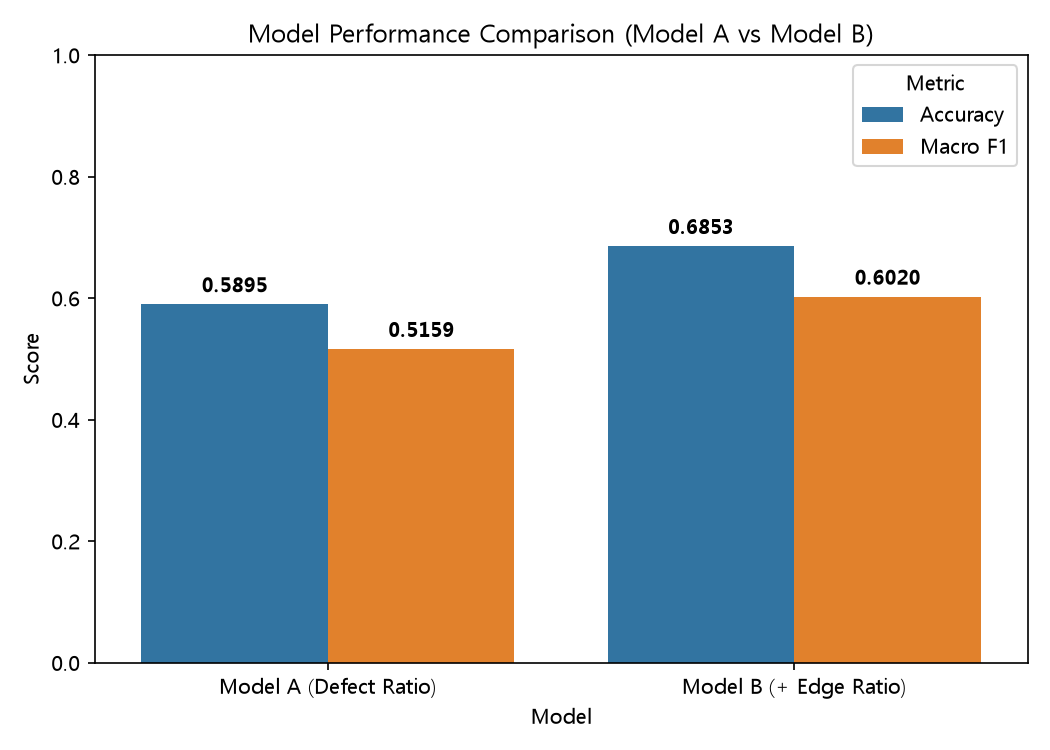 Model Performance Comparison (Model A vs Model B)
Metric
Accuracy
Macro F1
1.0
0.8
0.6
0.4
0.2
0.0
Score
0.5895
0.5159
0.6853
0.6020
Model A (Defect Ratio)
Model B (+ Edge Ratio)
Model